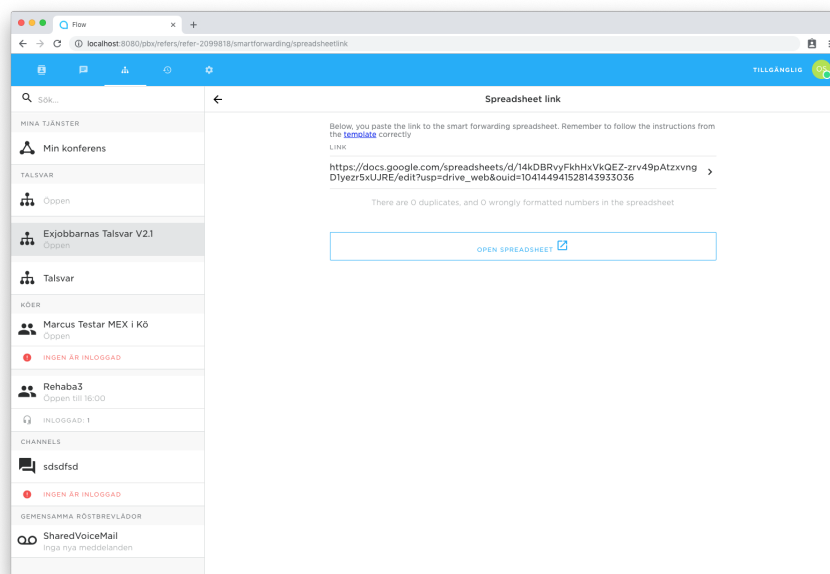 Flow
localhost:8080/pbx/refers/refer-2099818/smartforwarding/spreadsheetlink
TILLGÄNGLIG OS
Sök...
Spreadsheet link
MINA TJÄNSTER
Min konferens
TALSVAR
Öppen
Exjobbarnas Talsvar V2.1
Öppen
Talsvar
KÖER
Marcus Testar MEX i Kö
Öppen
INGEN ÄR INLOGGAD
Rehaba3
Öppen till 16:00
INLOGGAD: 1
CHANNELS
sdsdfsd
INGEN ÄR INLOGGAD
GEMENSAMMA RÖSTBREVLÅDOR
SharedVoiceMail
Inga nya meddelanden
Below, you paste the link to the smart forwarding spreadsheet. Remember to follow the instructions from
the template correctly
LINK
https://docs.google.com/spreadsheets/d/14kDBRvyFkhHxVkQEZ-zrv49pAtzxvng
D1yezr5xUJRE/edit?usp=drive_web&ouid=104144941528143933036
There are 0 duplicates, and 0 wrongly formatted numbers in the spreadsheet
OPEN SPREADSHEET